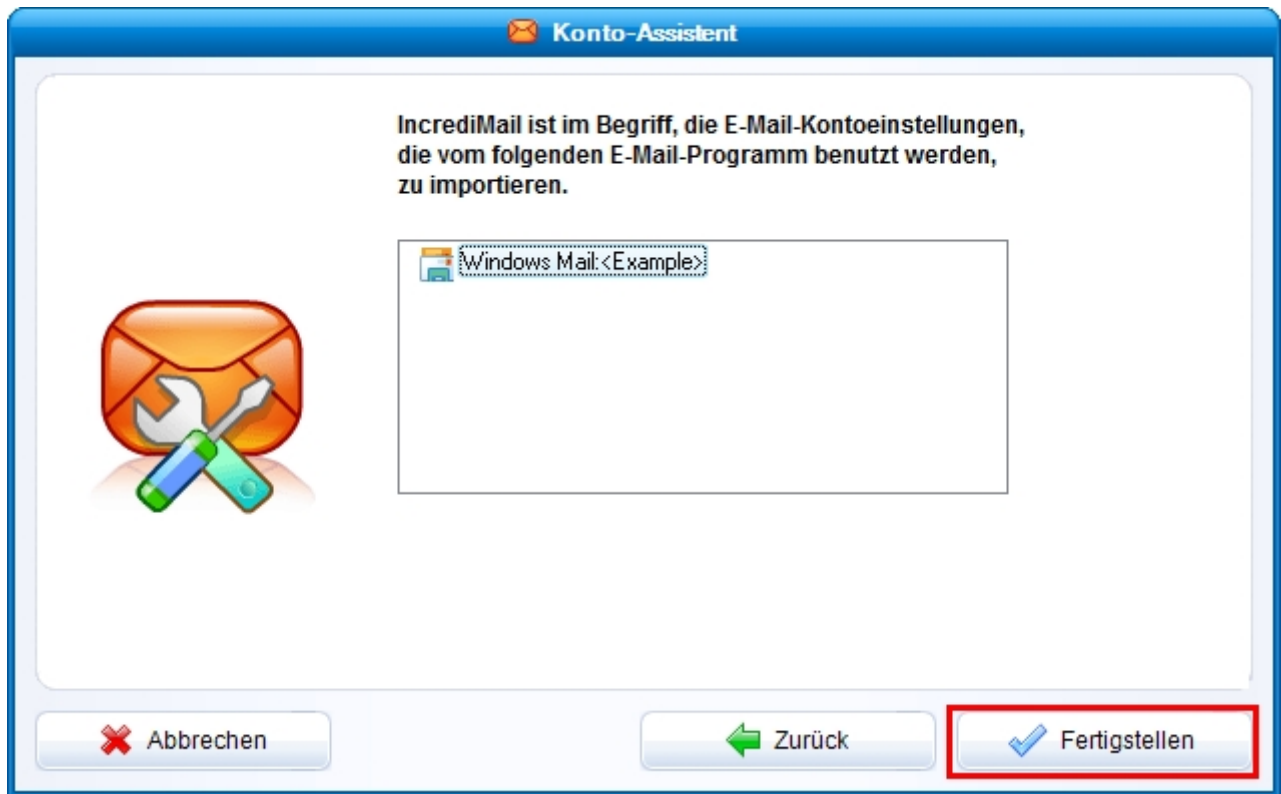 Konto-Assistent
IncrediMail ist im Begriff, die E-Mail-Kontoeinstellungen,
die vom folgenden E-Mail-Programm benutzt werden,
zu importieren.
Windows Mail:<Example>
Abbrechen
Zurück
Fertigstellen